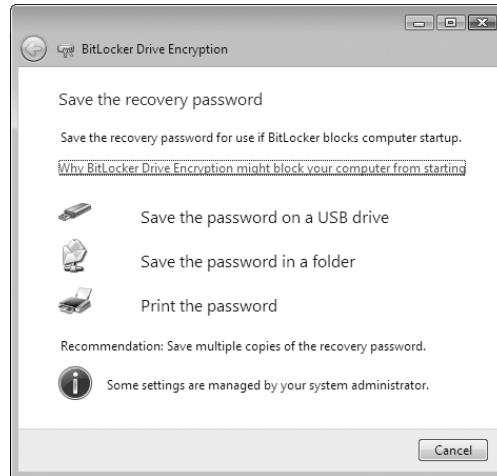 BitLocker Drive Encryption
Save the recovery password
Save the recovery password for use if BitLocker blocks computer startup.
Why BitLocker Drive Encryption might block your computer from starting
Save the password on a USB drive
Save the password in a folder
Print the password
Recommendation: Save multiple copies of the recovery password.
Some settings are managed by your system administrator.
Cancel